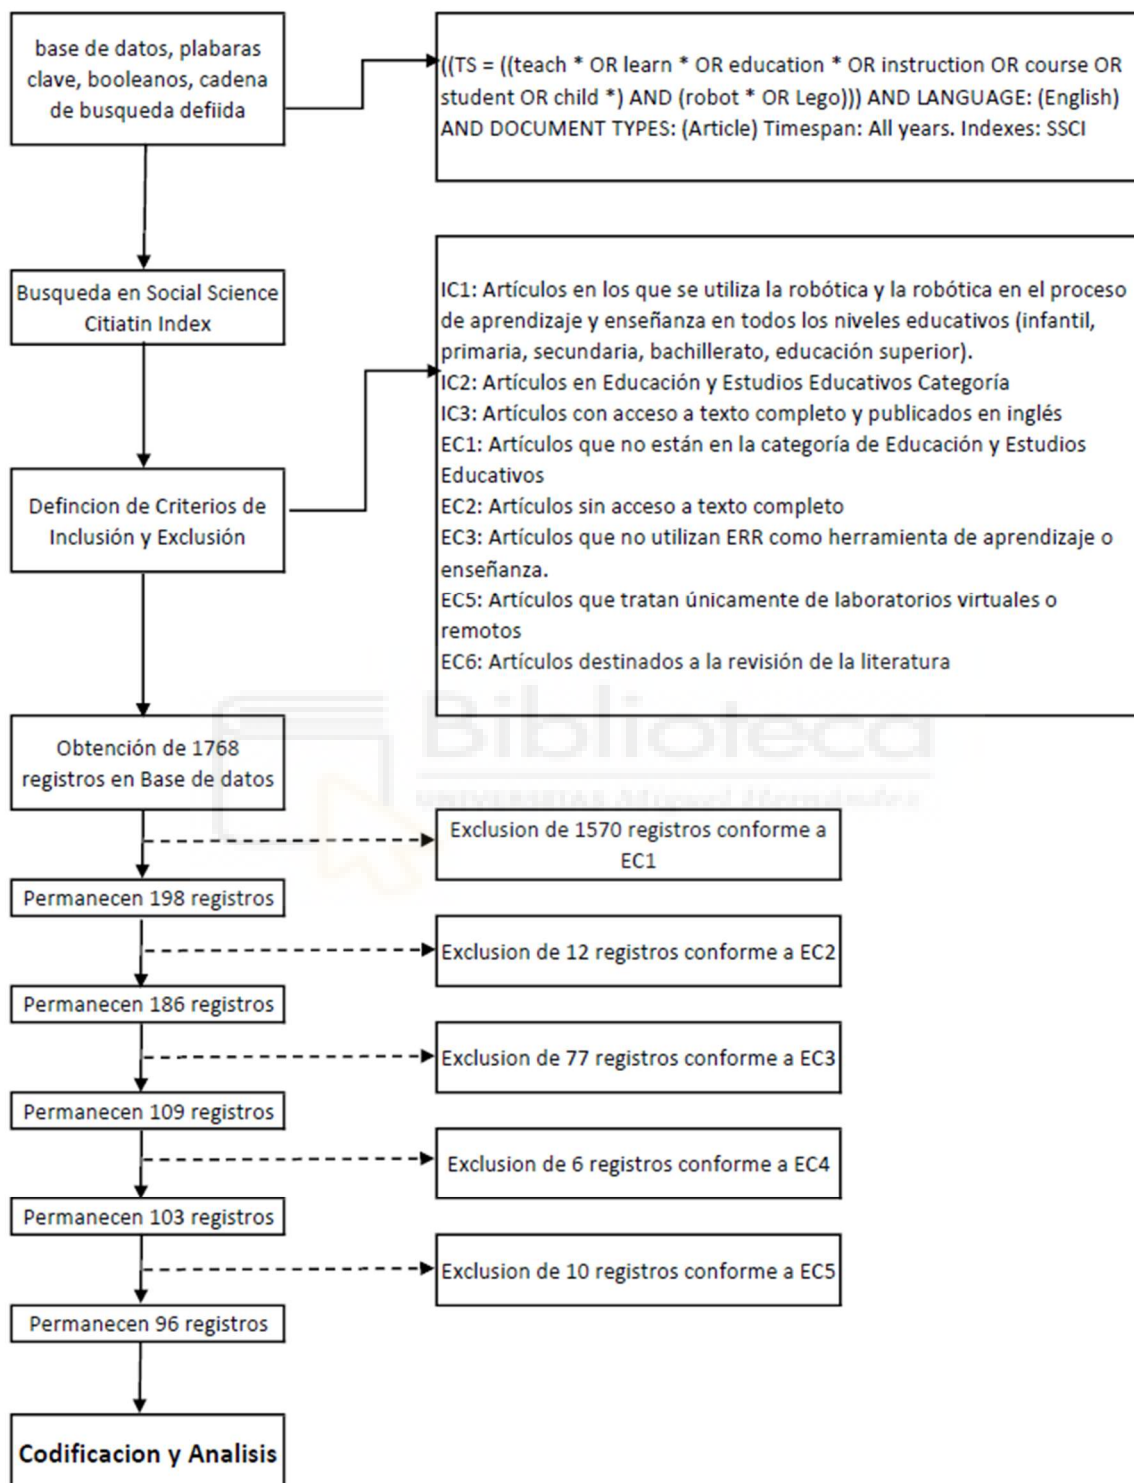 base de datos, plabaras
clave, booleanos, cadena
de busqueda defiida
((TS = ((teach * OR learn * OR education * OR instruction OR course OR
student OR child *) AND (robot * OR Lego))) AND LANGUAGE: (English)
AND DOCUMENT TYPES: (Article) Timespan: All years. Indexes: SSCI
Busqueda en Social Science
Citiatin Index
IC1: Artículos en los que se utiliza la robótica y la robótica en el proceso
de aprendizaje y enseñanza en todos los niveles educativos (infantil,
primaria, secundaria, bachillerato, educación superior).
IC2: Artículos en Educación y Estudios Educativos Categoría
IC3: Artículos con acceso a texto completo y publicados en inglés
EC1: Artículos que no están en la categoría de Educación y Estudios
Educativos
EC2: Artículos sin acceso a texto completo
EC3: Artículos que no utilizan ERR como herramienta de aprendizaje o
enseñanza.
EC5: Artículos que tratan únicamente de laboratorios virtuales o
remotos
EC6: Artículos destinados a la revisión de la literatura
Defincion de Criterios de
Inclusión y Exclusión
Obtención de 1768
registros en Base de datos
Biblioteca
UNIVERSITAS Miguel Hernández
Exclusion de 1570 registros conforme a
EC1
Permanecen 198 registros
Exclusion de 12 registros conforme a EC2
Permanecen 186 registros
Exclusion de 77 registros conforme a EC3
Permanecen 109 registros
Exclusion de 6 registros conforme a EC4
Permanecen 103 registros
Exclusion de 10 registros conforme a EC5
Permanecen 96 registros
Codificacion y Analisis